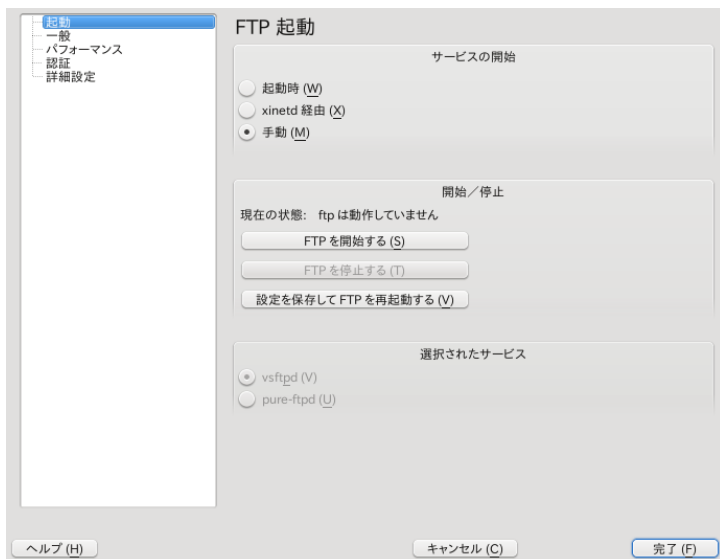 起動
一般
パフォーマンス
認証
詳細設定
FTP 起動
サービスの開始
起動時 (W)
xinetd 経由 (X)
手動 (M)
開始／停止
現在の状態: ftp は動作していません
FTP を開始する (S)
FTP を停止する (T)
設定を保存して FTP を再起動する (V)
選択されたサービス
vsftpd (V)
pure-ftpd (U)
ヘルプ (H)
キャンセル (C)
完了 (F)